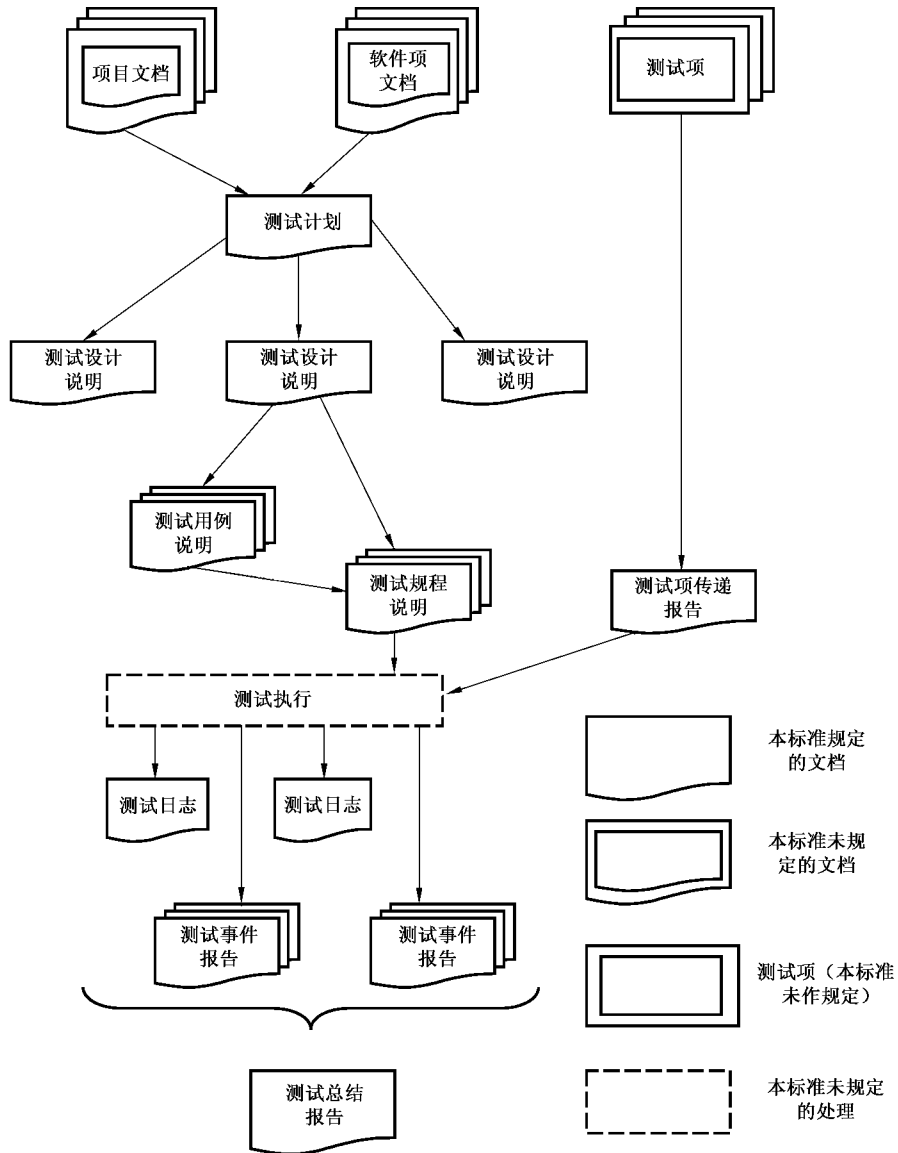 项目文档
软件项
文档
测试项
测试计划
测试设计
说明
测试设计
说明
测试设计
说明
测试用例
说明
测试规程
说明
测试项传递
报告
测试执行
测试日志
测试日志
测试事件
报告
测试事件
报告
测试总结
报告
本标准规定
的文档
本标准未规
定的文档
测试项（本标准
未作规定）
本标准未规定
的处理